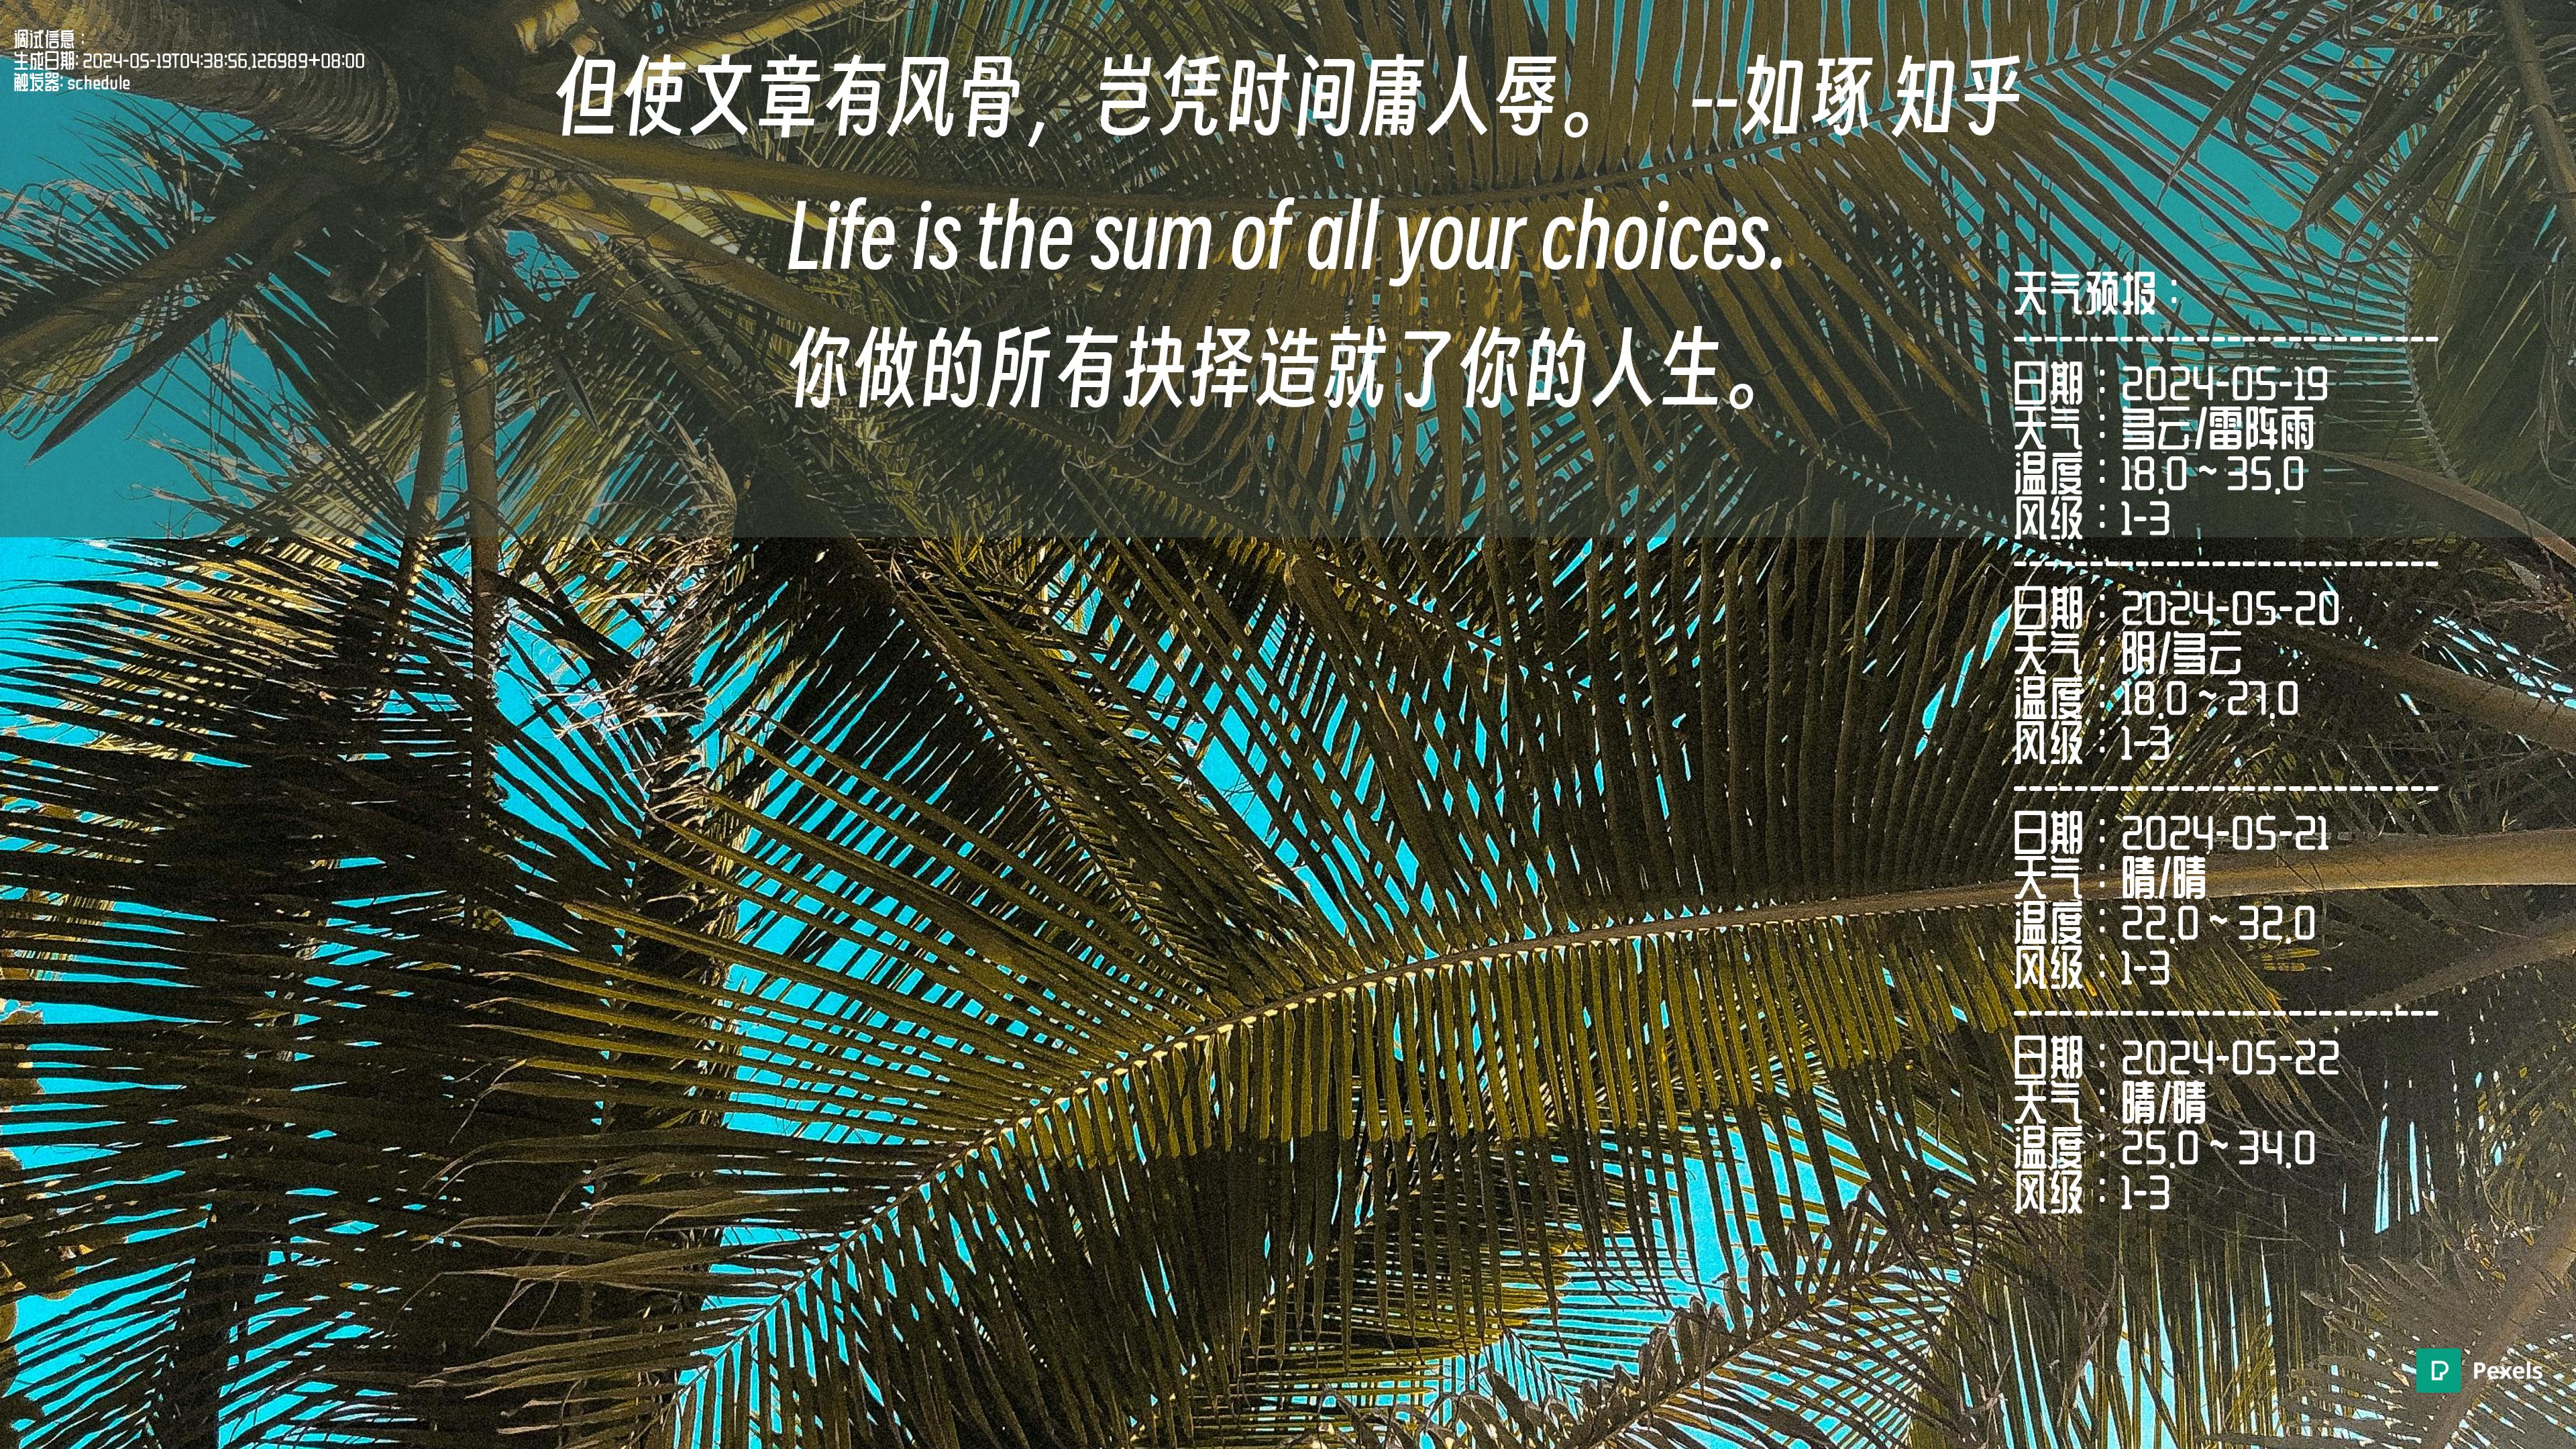 调试信息：
生成日期: 2024-05-19T04:38:56.126989+08:00
触发器: schedule
但使文章有风骨，岂凭时间庸人辱。 --如琢 知乎
Life is the sum of all your choices.
你做的所有抉择造就了你的人生。
天气预报：
------------------------------
日期：2024-05-19
天气：多云/雷阵雨
温度：18.0 ~ 35.0
风级：1-3
------------------------------
日期：2024-05-20
天气：阴/多云
温度：18.0 ~ 27.0
风级：1-3
------------------------------
日期：2024-05-21
天气：晴/晴
温度：22.0 ~ 32.0
风级：1-3
------------------------------
日期：2024-05-22
天气：晴/晴
温度：25.0 ~ 34.0
风级：1-3
Pexels